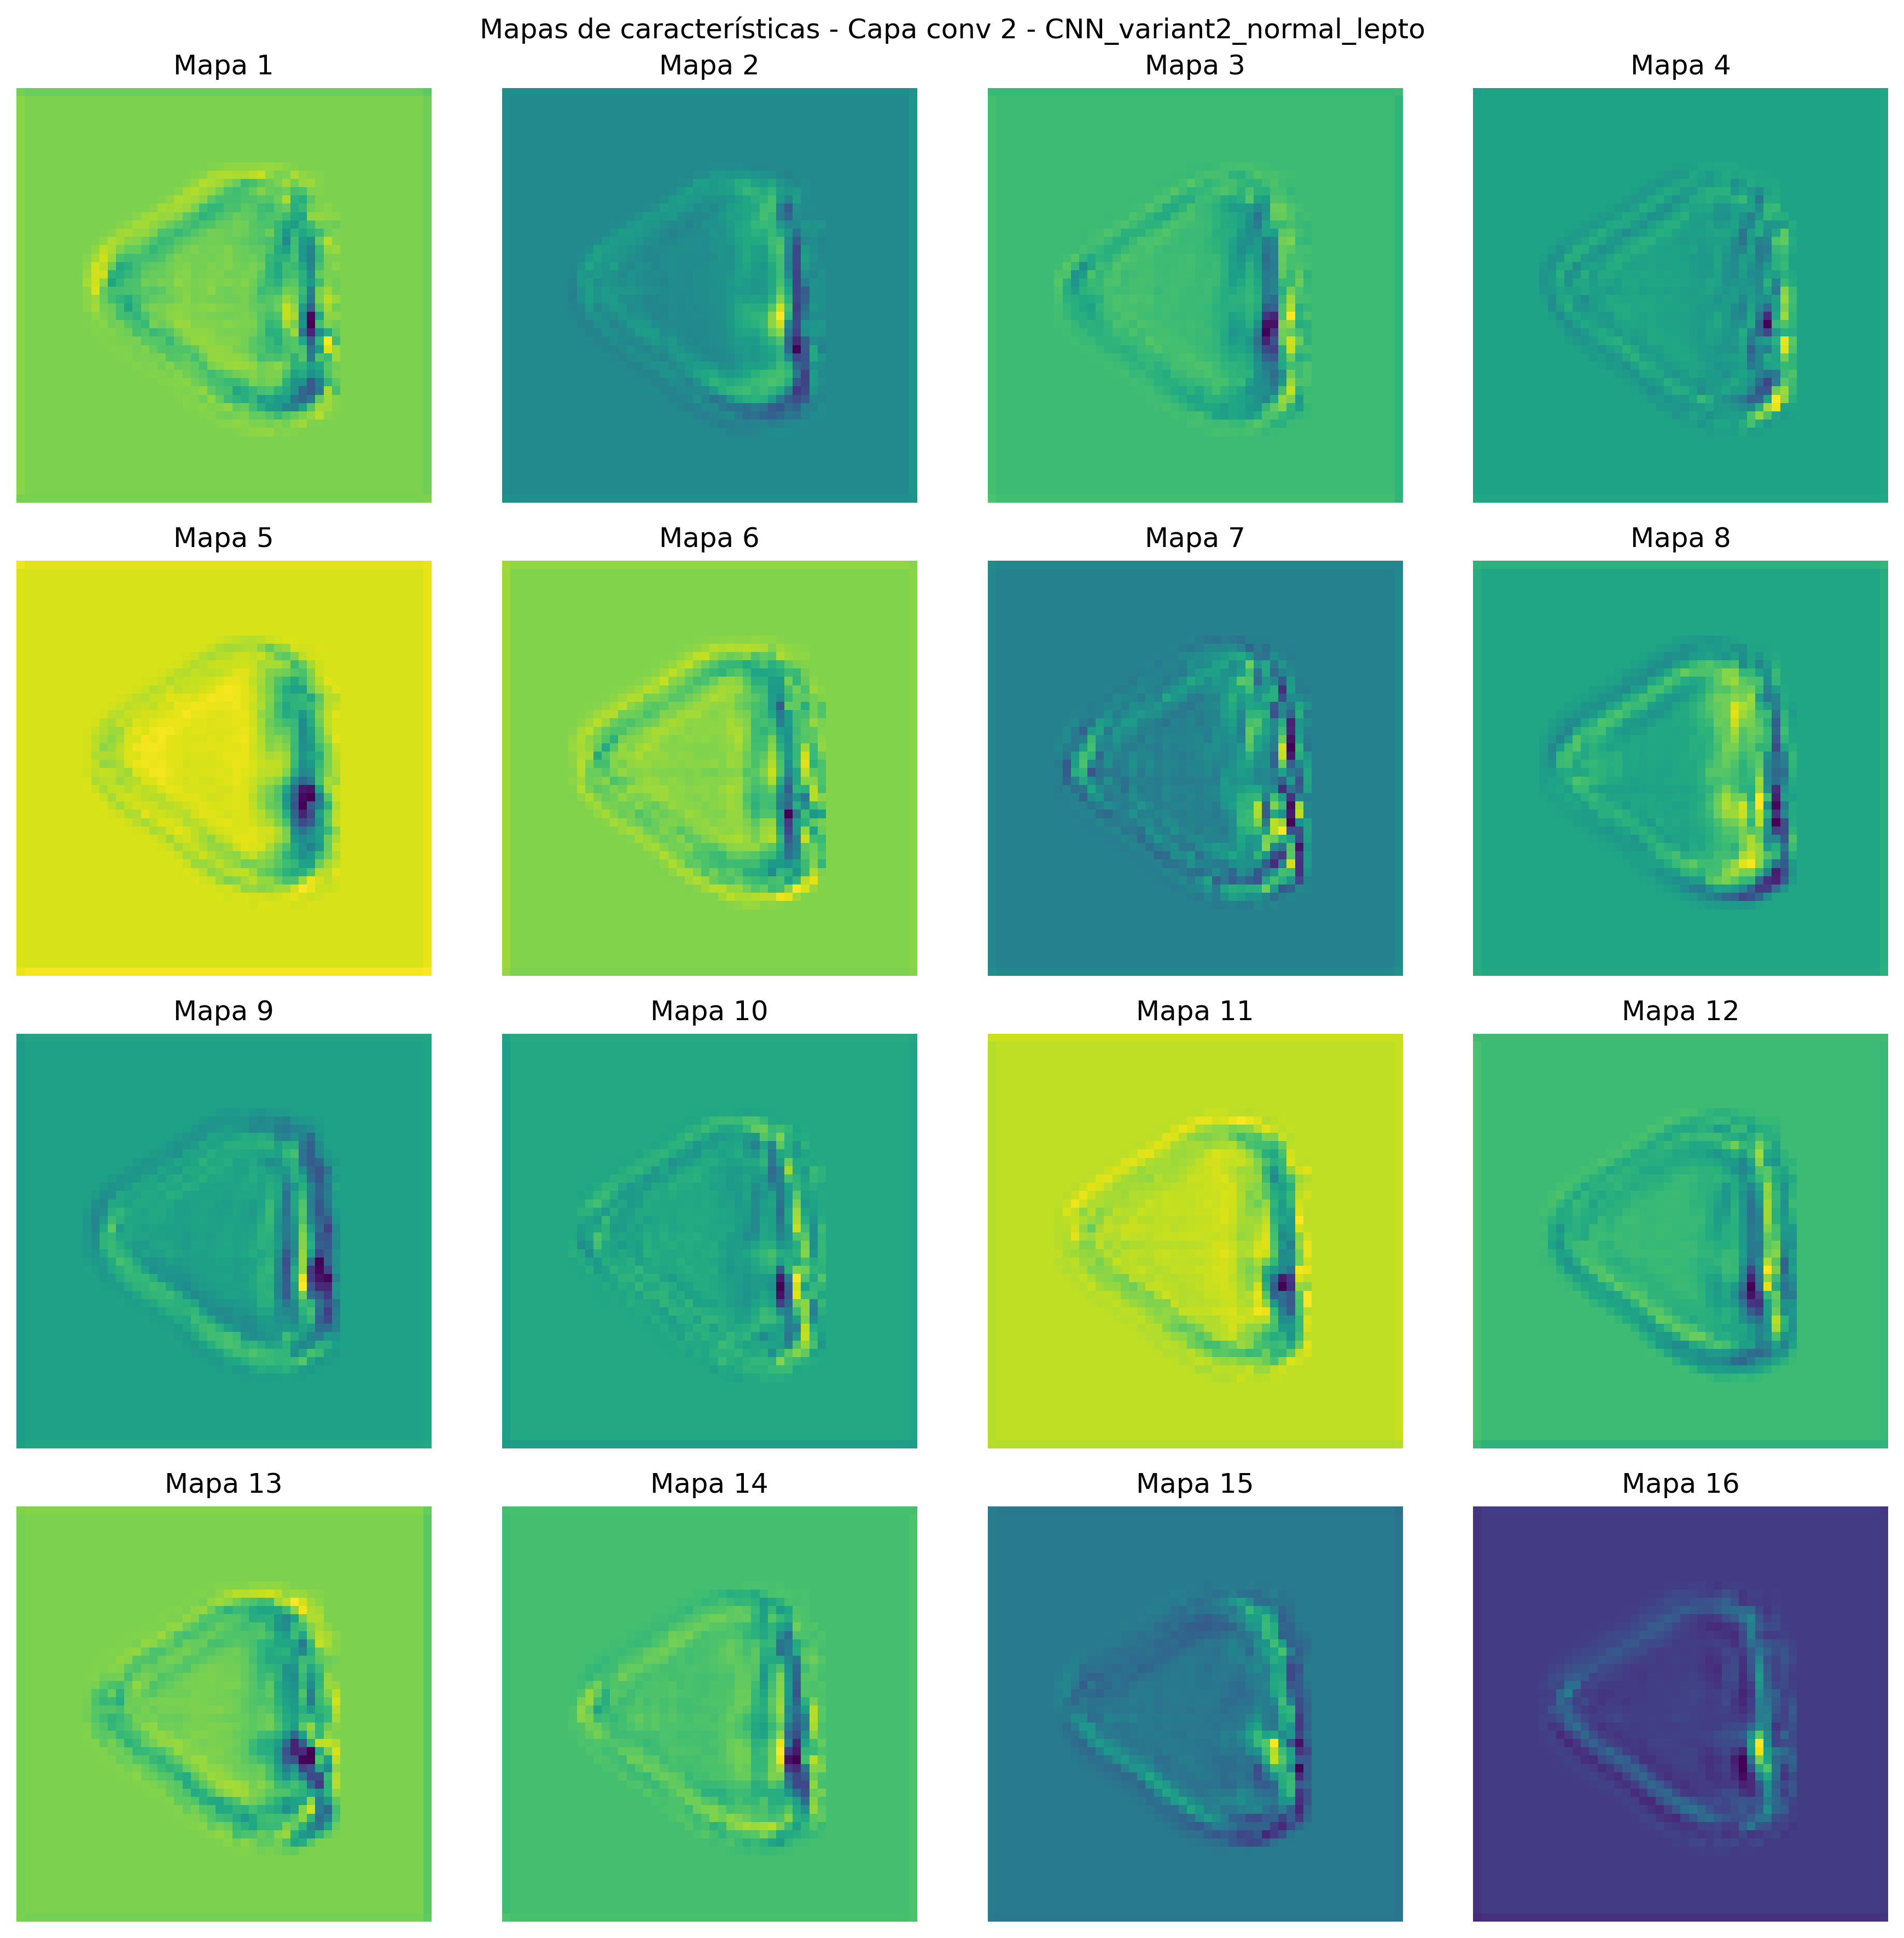 Mapas de características - Capa conv 2 - CNN_variant2_normal_lepto
Mapa 1
Mapa 2
Mapa 3
Mapa 4
Mapa 5
Mapa 6
Mapa 7
Mapa 8
Mapa 9
Mapa 10
Mapa 11
Mapa 12
Mapa 13
Mapa 14
Mapa 15
Mapa 16